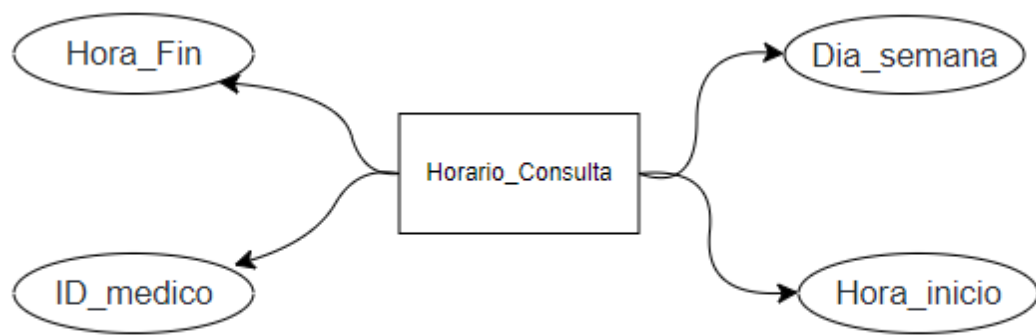 Hora_Fin
Dia_semana
Horario_Consulta
ID_medico
Hora_inicio